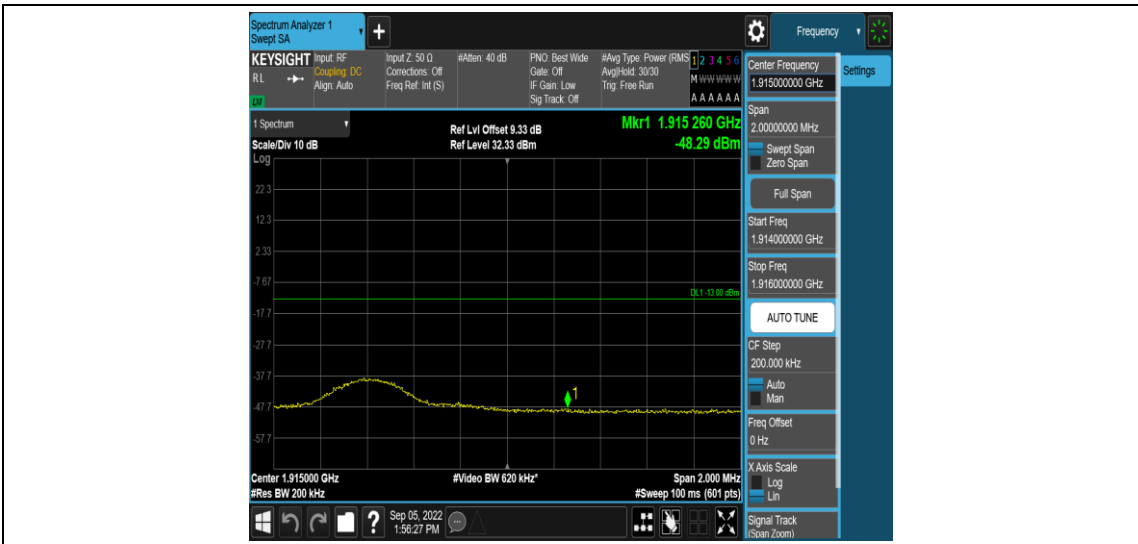 Spectrum Analyzer 1
Swept SA
+
Frequency
KEYSIGHT
RL
LXI
Input: RF
Coupling: DC
Align: Auto
Input Z: 50 Ω
Corrections: Off
Freq Ref: Int (S)
#Atten: 40 dB
PNO: Best Wide
Gate: Off
IF Gain: Low
Sig Track: Off
#Avg Type: Power (RMS
Avg|Hold: 30/30
Trig: Free Run
1 2 3 4 5 6
M W W W W W
A A A A A A
Center Frequency
1.915000000 GHz
Settings
Span
2.00000000 MHz
Swept Span
Zero Span
Full Span
Start Freq
1.914000000 GHz
Stop Freq
1.916000000 GHz
AUTO TUNE
CF Step
200.000 kHz
Auto
Man
Freq Offset
0 Hz
X Axis Scale
Log
Lin
Signal Track
(Span Zoom)
1 Spectrum
Scale/Div 10 dB
Log
Ref Lvl Offset 9.33 dB
Ref Level 32.33 dBm
Mkr1 1.915 260 GHz
-48.29 dBm
22.3
12.3
2.33
-7.67
DL1 -13.00 dBm
-17.7
-27.7
-37.7
1
-47.7
-57.7
Center 1.915000 GHz
#Video BW 620 kHz*
Span 2.000 MHz
#Res BW 200 kHz
#Sweep 100 ms (601 pts)
?
Sep 05, 2022
1:56:27 PM